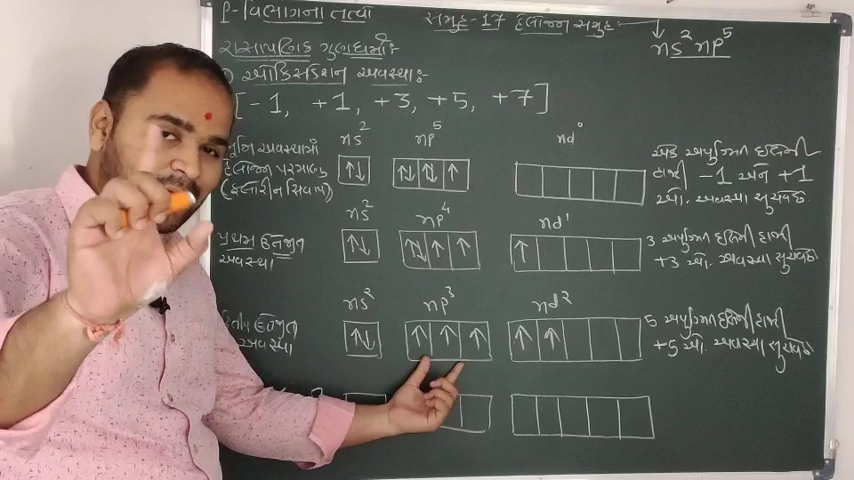 P-વિભાગના તત્વો
સમૂહ-17 હેલોજન સમૂહ
ns² np⁵
રાસાયણિક ગુણધર્મો:-
ઓક્સિડેશન અવસ્થા:-
[-1, +1, +3, +5, +7]
ns² np⁵ nd⁰
અવસ્થામાં
હેલોજન પરમાણુ
(ફ્લોરીન સિવાય)
એક અયુગ્મિત ઇલેક્ટ્રોની
હાજરી -1 અને +1
ઓ. અવસ્થા સૂચવે છે
ns² np⁴ nd¹
પ્રથમ ઉત્તેજીત
અવસ્થા
3 અયુગ્મિત ઇલેક્ટ્રોની હાજરી
+3 ઓ. અવસ્થા સૂચવે છે
ns² np³ nd²
ઉત્તેજીત
અવસ્થા
5 અયુગ્મિત ઇલેક્ટ્રોની હાજરી
+5 ઓ. અવસ્થા સૂચવે છે